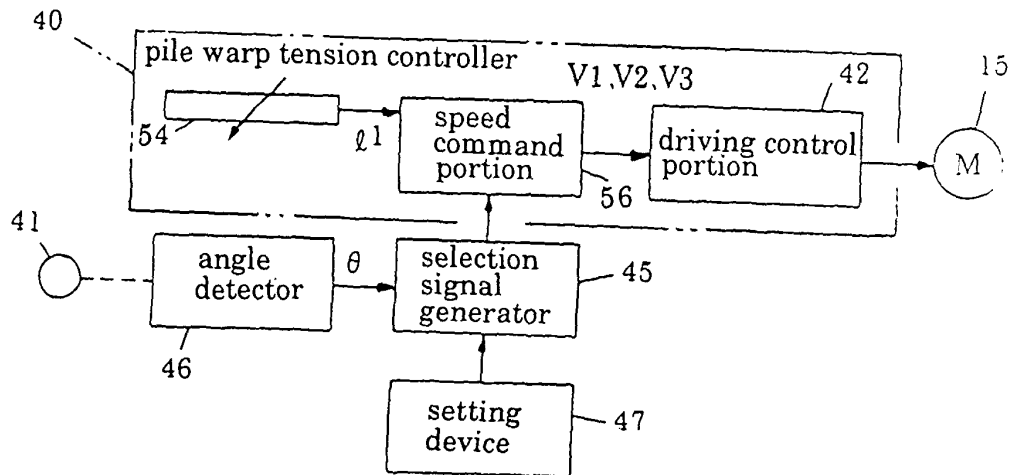 40
pile warp tension controller
V1,V2,V3
42
15
54
ℓ1
speed
command
portion
56
driving control
portion
M
41
angle
detector
46
θ
selection
signal
generator
45
setting
device
47